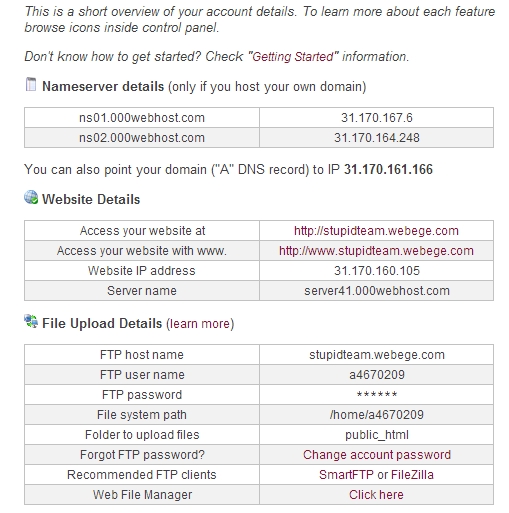 This is a short overview of your account details. To learn more about each feature
browse icons inside control panel.
Don't know how to get started? Check "Getting Started" information.
Nameserver details (only if you host your own domain)
ns01.000webhost.com 31.170.167.6
ns02.000webhost.com 31.170.164.248
You can also point your domain ("A" DNS record) to IP 31.170.161.166
Website Details
Access your website at http://stupidteam.webege.com
Access your website with www. http://www.stupidteam.webege.com
Website IP address 31.170.160.105
Server name server41.000webhost.com
File Upload Details (learn more)
FTP host name stupidteam.webege.com
FTP user name a4670209
FTP password ******
File system path /home/a4670209
Folder to upload files public_html
Forgot FTP password? Change account password
Recommended FTP clients SmartFTP or FileZilla
Web File Manager Click here